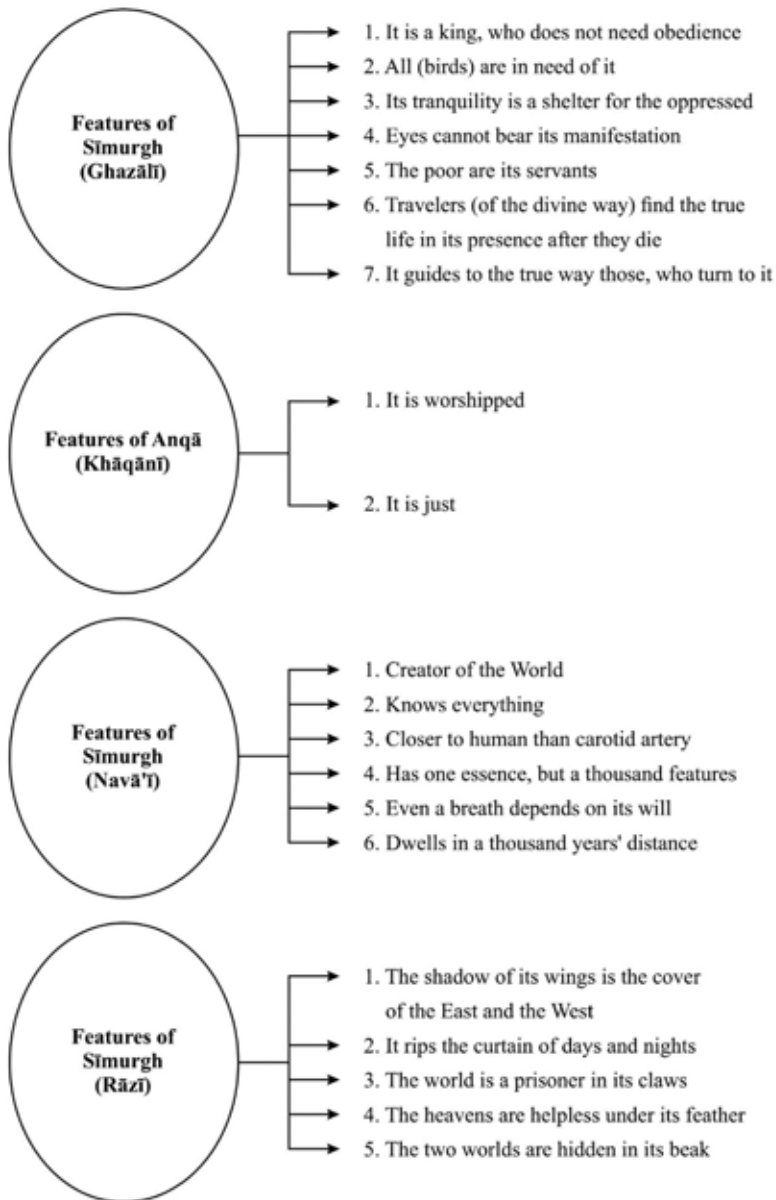 Features of
Sīmurgh
(Ghazālī)
1. It is a king, who does not need obedience
2. All (birds) are in need of it
3. Its tranquility is a shelter for the oppressed
4. Eyes cannot bear its manifestation
5. The poor are its servants
6. Travelers (of the divine way) find the true
life in its presence after they die
7. It guides to the true way those, who turn to it
Features of Anqā
(Khāqānī)
1. It is worshipped
2. It is just
Features of
Sīmurgh
(Navā'ī)
1. Creator of the World
2. Knows everything
3. Closer to human than carotid artery
4. Has one essence, but a thousand features
5. Even a breath depends on its will
6. Dwells in a thousand years' distance
Features of
Sīmurgh
(Rāzī)
1. The shadow of its wings is the cover
of the East and the West
2. It rips the curtain of days and nights
3. The world is a prisoner in its claws
4. The heavens are helpless under its feather
5. The two worlds are hidden in its beak